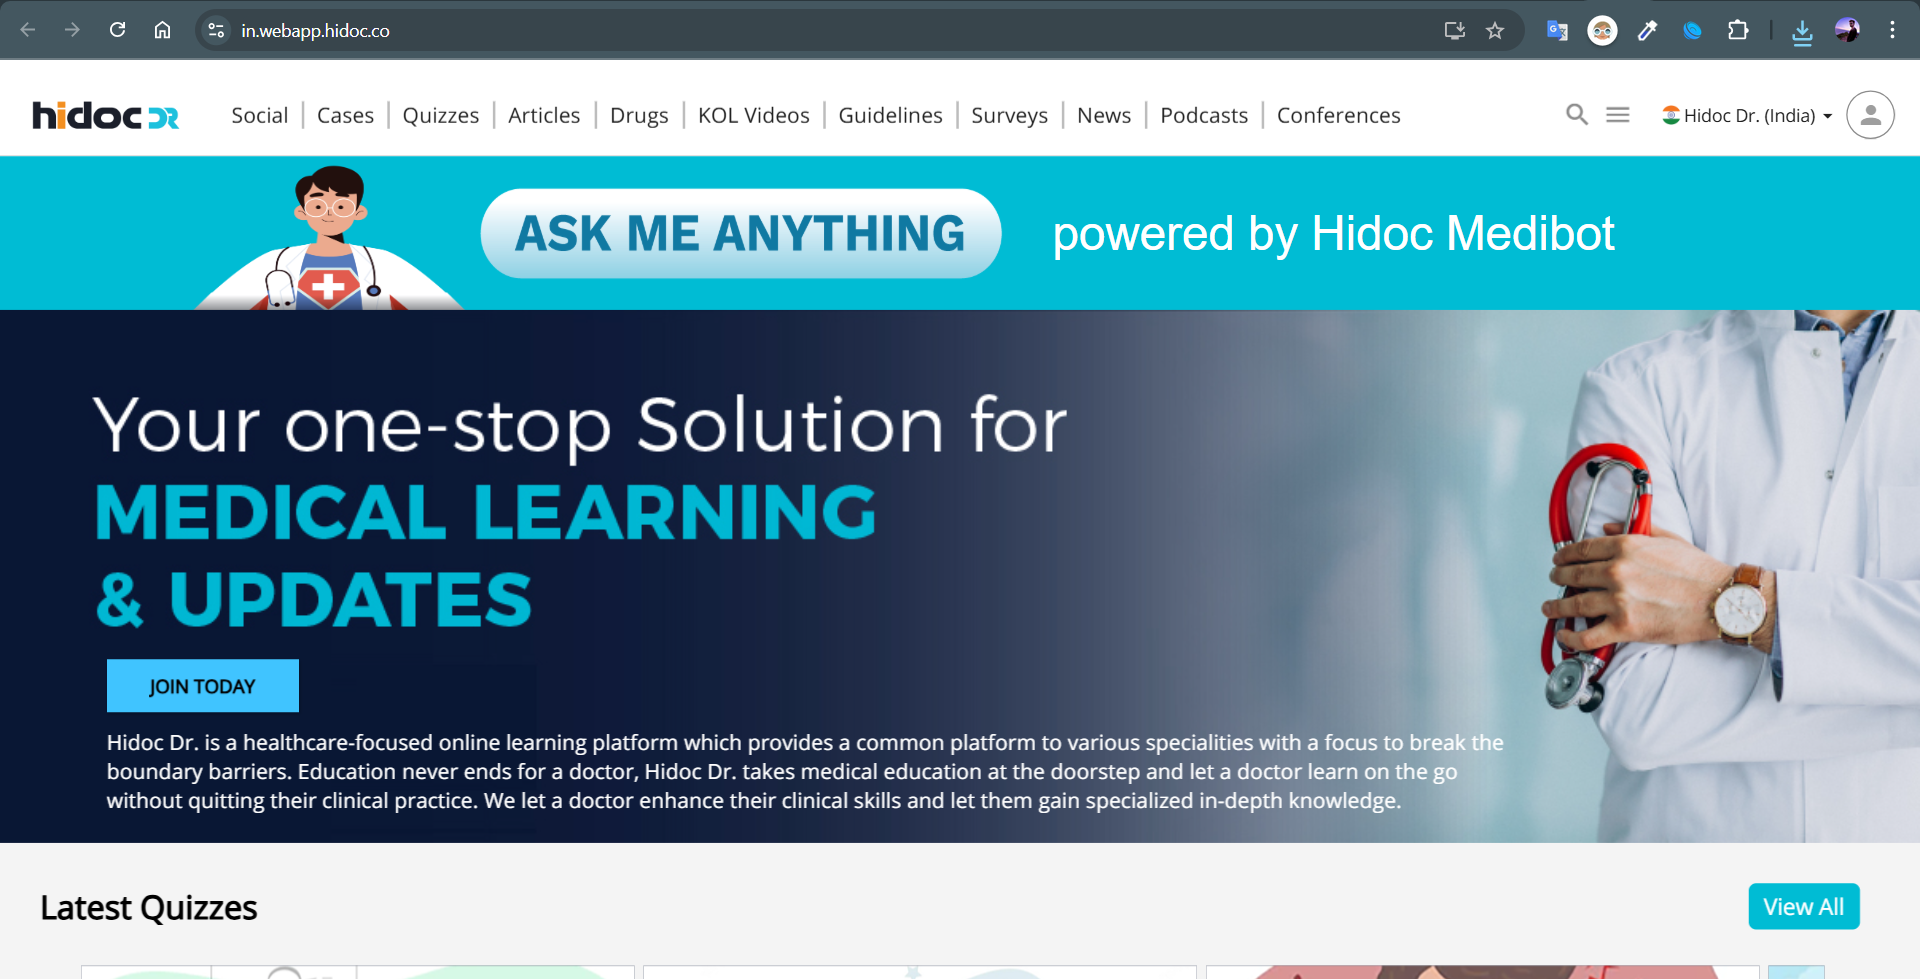 in.webapp.hidoc.co
hidoc DR
Social
Cases
Quizzes
Articles
Drugs
KOL Videos
Guidelines
Surveys
News
Podcasts
Conferences
Hidoc Dr. (India)
ASK ME ANYTHING
powered by Hidoc Medibot
Your one-stop Solution for
MEDICAL LEARNING
& UPDATES
JOIN TODAY
Hidoc Dr. is a healthcare-focused online learning platform which provides a common platform to various specialities with a focus to break the
boundary barriers. Education never ends for a doctor, Hidoc Dr. takes medical education at the doorstep and let a doctor learn on the go
without quitting their clinical practice. We let a doctor enhance their clinical skills and let them gain specialized in-depth knowledge.
Latest Quizzes
View All